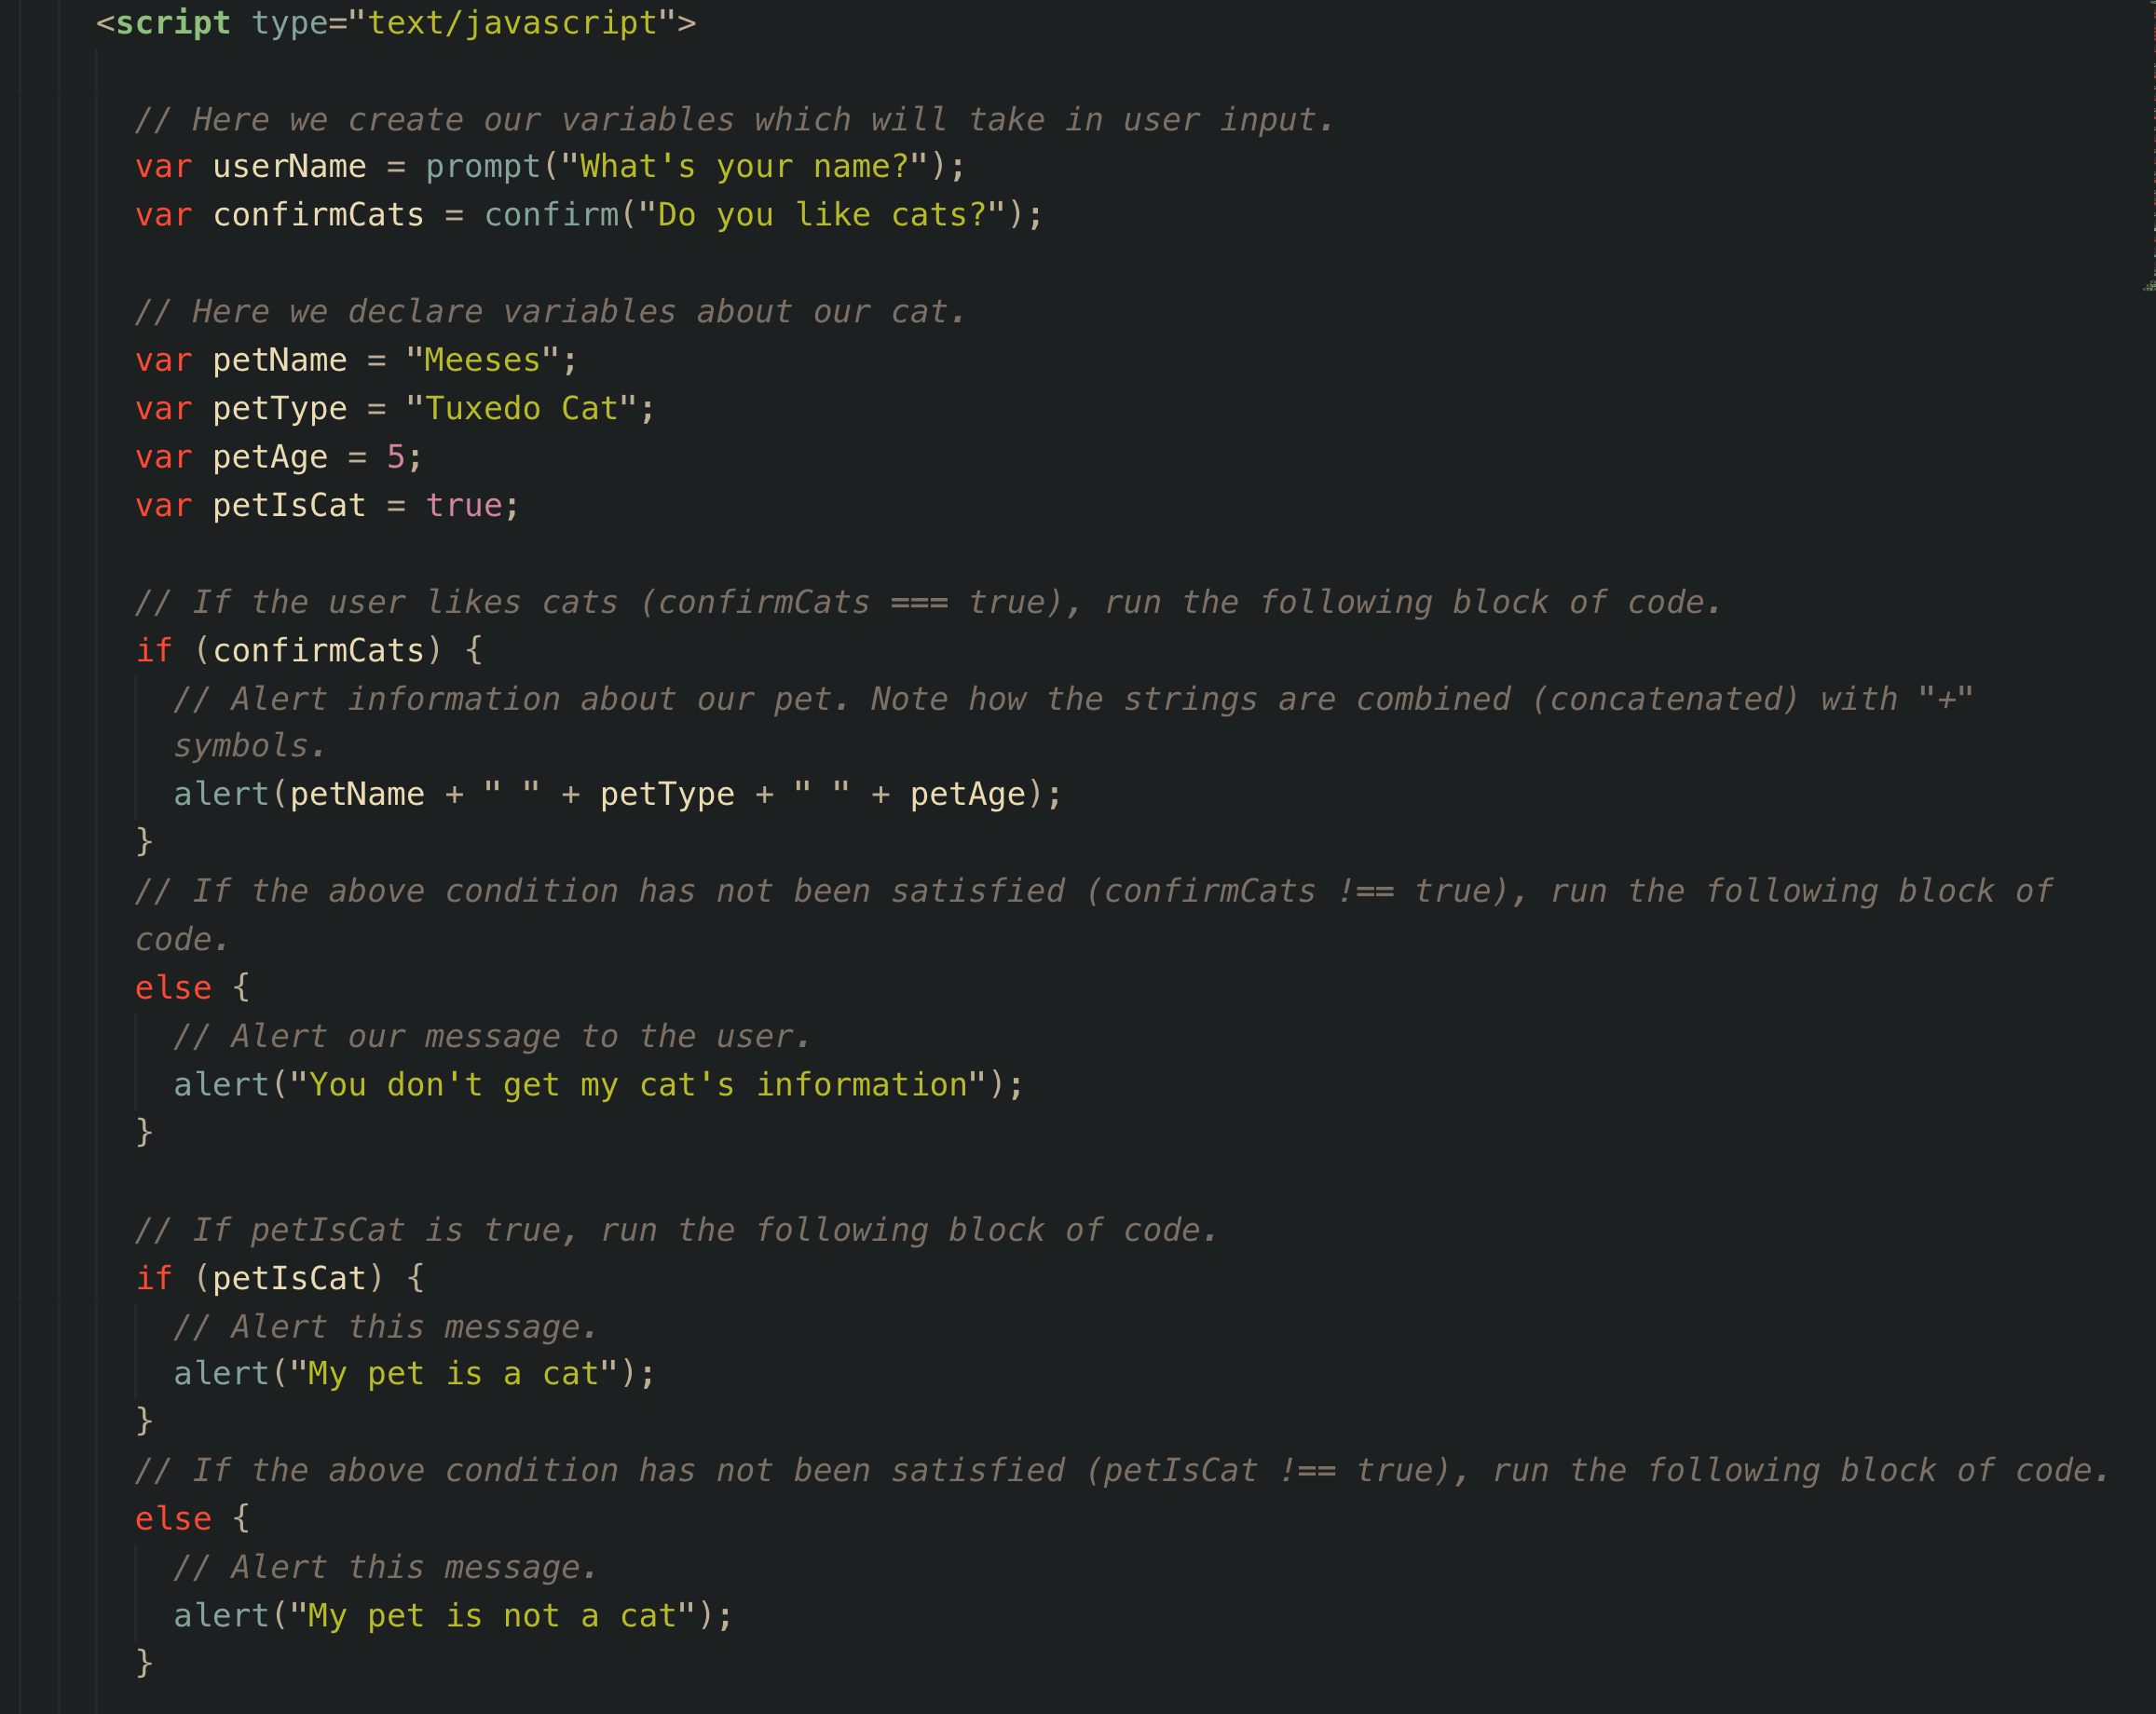 <script type="text/javascript">
// Here we create our variables which will take in user input.
var userName = prompt("What's your name?");
var confirmCats = confirm("Do you like cats?");
// Here we declare variables about our cat.
var petName = "Meeses";
var petType = "Tuxedo Cat";
var petAge = 5;
var petIsCat = true;
// If the user likes cats (confirmCats === true), run the following block of code.
if (confirmCats) {
// Alert information about our pet. Note how the strings are combined (concatenated) with "+"
symbols.
alert(petName + " " + petType + " " + petAge);
}
// If the above condition has not been satisfied (confirmCats !== true), run the following block of
code.
else {
// Alert our message to the user.
alert("You don't get my cat's information");
}
// If petIsCat is true, run the following block of code.
if (petIsCat) {
// Alert this message.
alert("My pet is a cat");
}
// If the above condition has not been satisfied (petIsCat !== true), run the following block of code.
else {
// Alert this message.
alert("My pet is not a cat");
}